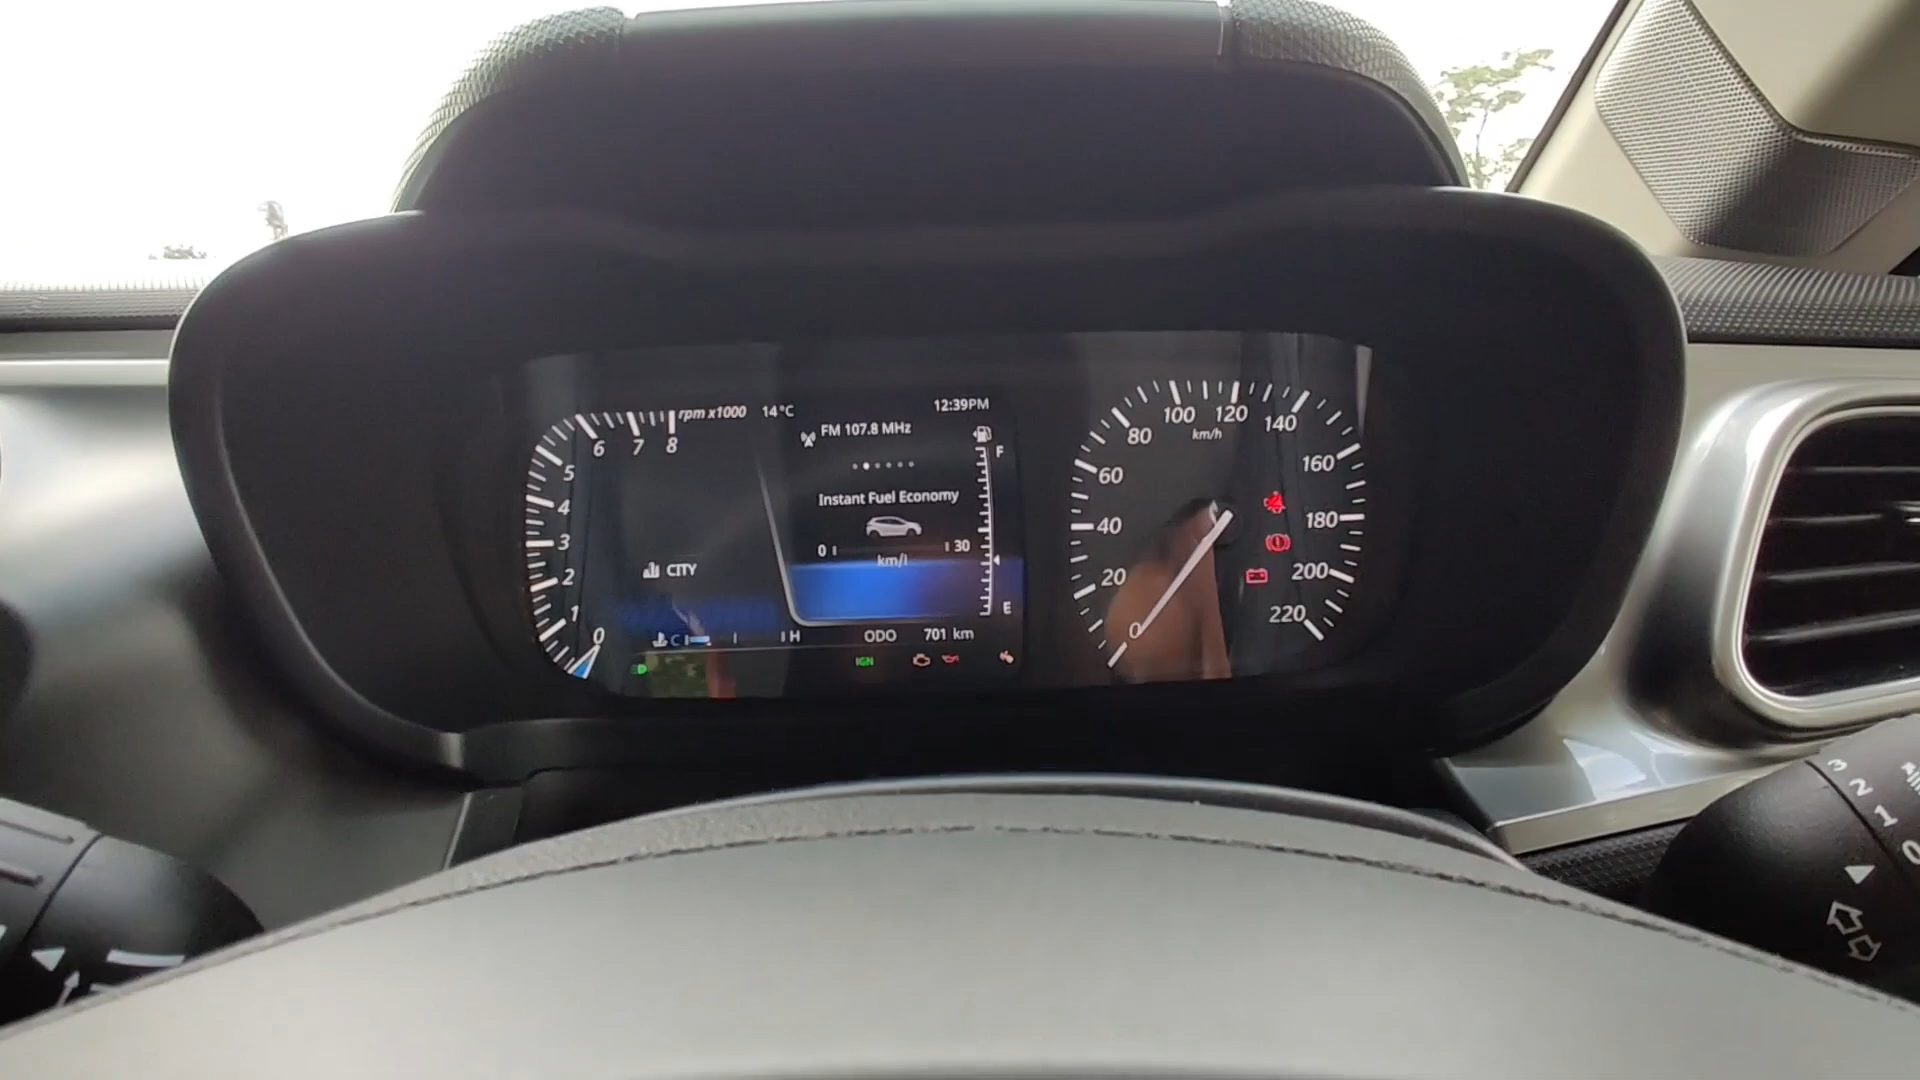 rpm x1000
14°C
12:39PM
FM 107.8 MHz
Instant Fuel Economy
0
30
km/l
F
E
CITY
C
H
ODO 701 km
IGN
0
1
2
3
4
5
6
7
8
0
20
40
60
80
100
120
140
160
180
200
220
km/h
3
2
1
0